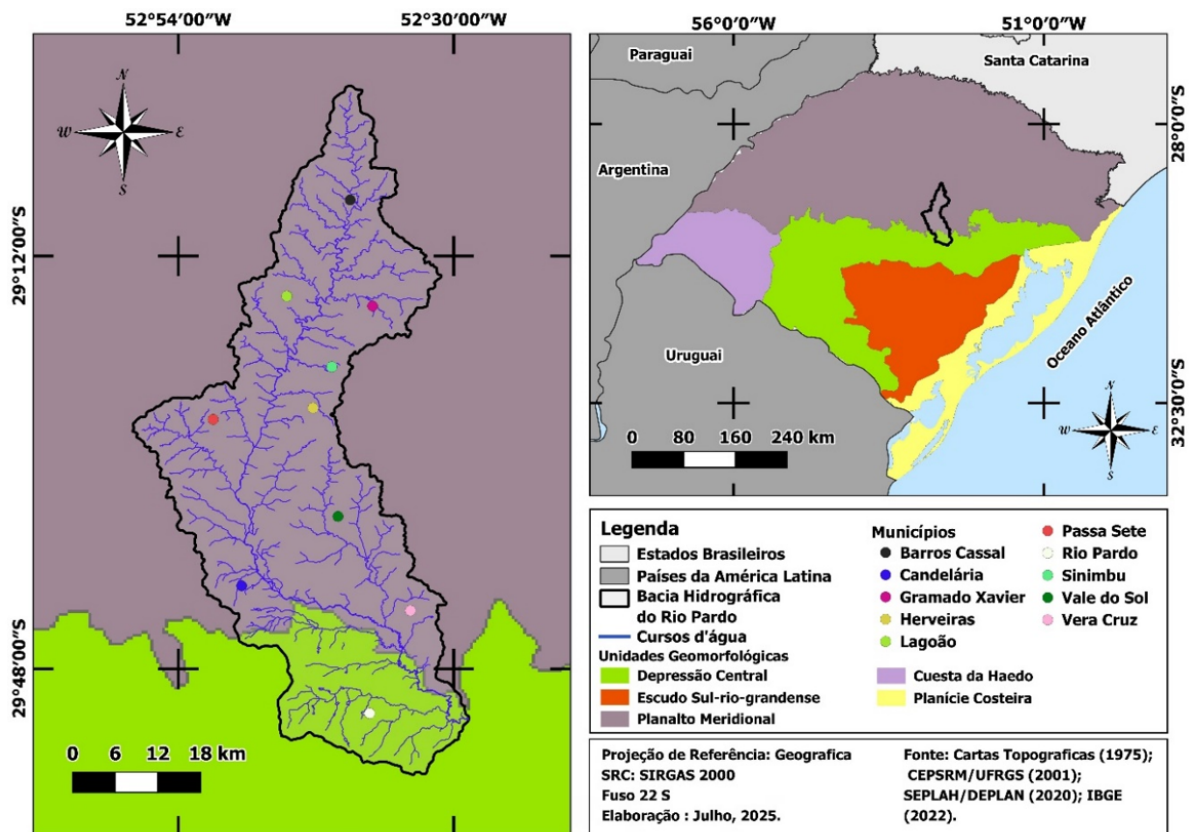 52°54'00"W
52°30'00"W
29°12'00"S
29°48'00"S
N
W
E
S
0 6 12 18 km
56°0'0"W
51°0'0"W
28°0'0"S
32°30'0"S
Paraguai
Santa Catarina
Argentina
Uruguai
Oceano Atlântico
N
W
E
S
0 80 160 240 km
Legenda
Estados Brasileiros
Países da América Latina
Bacia Hidrográfica
do Rio Pardo
Cursos d'água
Unidades Geomorfológicas
Depressão Central
Escudo Sul-rio-grandense
Planalto Meridional
Municípios
Barros Cassal
Candelária
Gramado Xavier
Herveiras
Lagoão
Passa Sete
Rio Pardo
Sinimbu
Vale do Sol
Vera Cruz
Cuesta da Haedo
Planície Costeira
Projeção de Referência: Geografica
SRC: SIRGAS 2000
Fuso 22 S
Elaboração : Julho, 2025.
Fonte: Cartas Topograficas (1975);
CEPSRM/UFRGS (2001);
SEPLAH/DEPLAN (2020); IBGE
(2022).